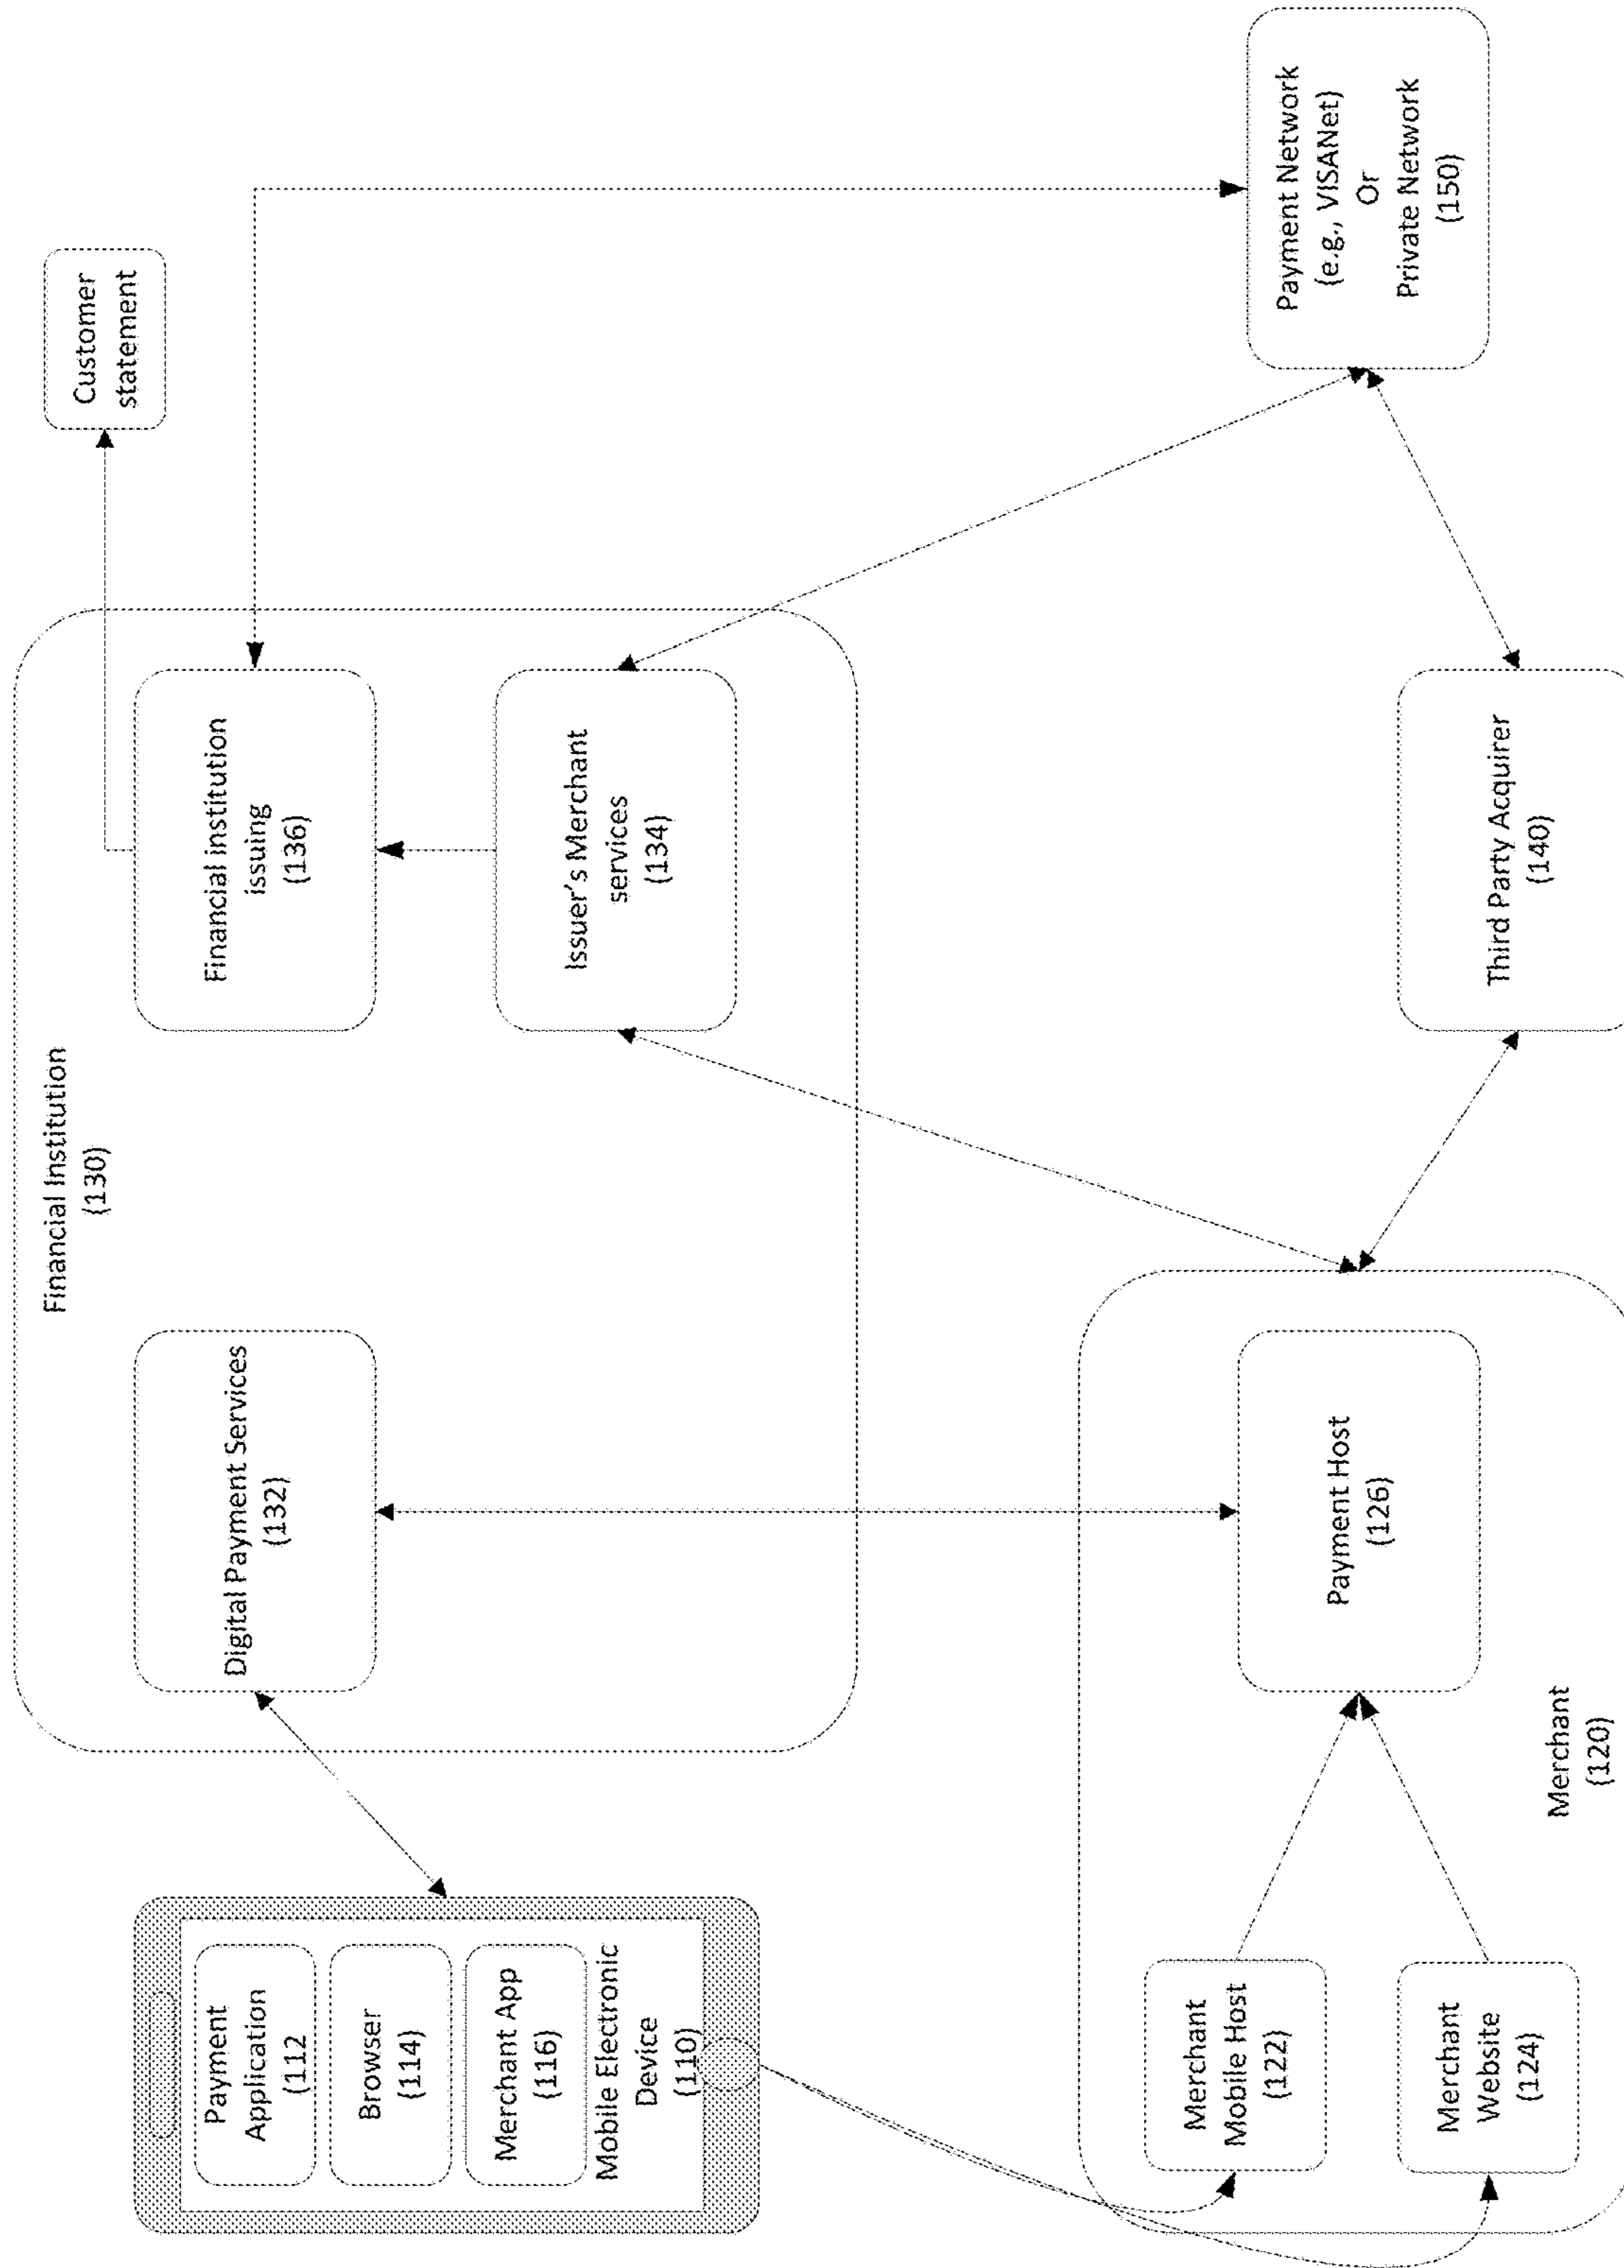 Payment
Application
(112
Browser
(114)
Merchant App
(116)
Mobile Electronic
Device
(110)
Financial Institution
(130)
Digital Payment Services
(132)
Financial institution
issuing
(136)
Issuer's Merchant
services
(134)
Customer
statement
Merchant
Mobile Host
(122)
Merchant
Website
(124)
Payment Host
(126)
Merchant
(120)
Third Party Acquirer
(140)
Payment Network
(e.g., VISANet)
Or
Private Network
(150)